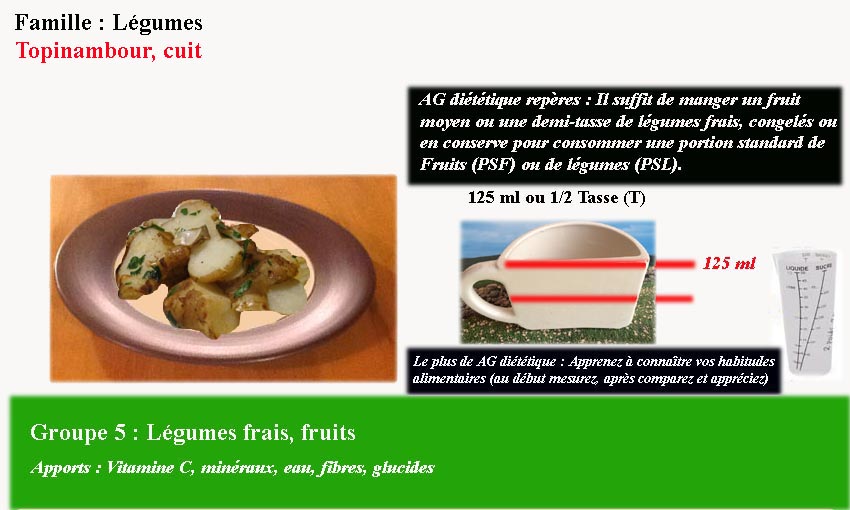 Famille : Légumes
Topinambour, cuit
AG diététique repères : Il suffit de manger un fruit
moyen ou une demi-tasse de légumes frais, congelés ou
en conserve pour consommer une portion standard de
Fruits (PSF) ou de légumes (PSL).
125 ml ou 1/2 Tasse (T)
125 ml
LIQUIDE SUCRE
Le plus de AG diététique : Apprenez à connaître vos habitudes
alimentaires (au début mesurez, après comparez et appréciez)
Groupe 5 : Légumes frais, fruits
Apports : Vitamine C, minéraux, eau, fibres, glucides